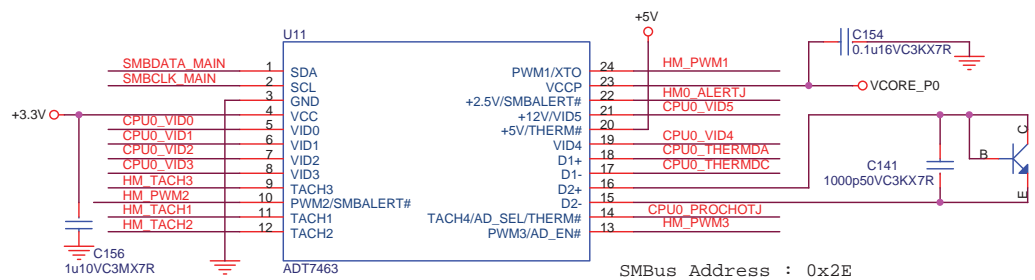 +5V
U11
C154
0.1u16VC3KX7R
SMBDATA_MAIN 1 SDA PWM1/XTO 24 HM_PWM1
SMBCLK_MAIN 2 SCL VCCP 23 VCORE_P0
3 GND +2.5V/SMBALERT# 22 HM0_ALERTJ
+3.3V 4 VCC +12V/VID5 21 CPU0_VID5
CPU0_VID0 5 VID0 +5V/THERM# 20
CPU0_VID1 6 VID1 VID4 19 CPU0_VID4
CPU0_VID2 7 VID2 D1+ 18 CPU0_THERMDA
CPU0_VID3 8 VID3 D1- 17 CPU0_THERMDC
HM_TACH3 9 TACH3 D2+ 16
HM_PWM2 10 PWM2/SMBALERT# D2- 15
HM_TACH1 11 TACH1 TACH4/AD_SEL/THERM# 14 CPU0_PROCHOTJ
HM_TACH2 12 TACH2 PWM3/AD_EN# 13 HM_PWM3
C
B
E
C141
1000p50VC3KX7R
C156
1u10VC3MX7R
ADT7463
SMBus Address : 0x2E